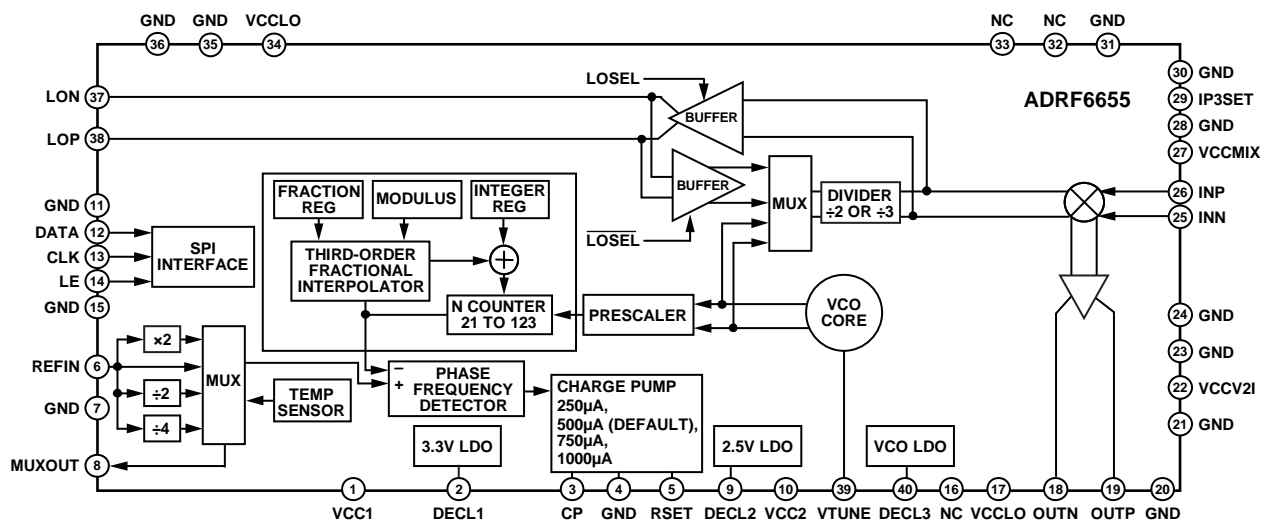 GND
GND
VCCLO
NC
NC
GND
36
35
34
33
32
31
LOSEL
30
GND
ADRF6655
29
IP3SET
LON
37
BUFFER
28
GND
LOP
38
27
VCCMIX
BUFFER
MUX
DIVIDER
÷2 OR ÷3
26
INP
25
INN
FRACTION
REG
MODULUS
INTEGER
REG
GND
11
DATA
12
CLK
13
LE
14
GND
15
SPI
INTERFACE
LOSEL
THIRD-ORDER
FRACTIONAL
INTERPOLATOR
+
N COUNTER
21 TO 123
PRESCALER
VCO
CORE
24
GND
23
GND
22
VCCV2I
21
GND
REFIN
6
×2
÷2
÷4
MUX
GND
7
TEMP
SENSOR
MUXOUT
8
−
+
PHASE
FREQUENCY
DETECTOR
CHARGE PUMP
250µA,
500µA (DEFAULT),
750µA,
1000µA
3.3V LDO
2.5V LDO
VCO LDO
1
2
3
4
5
9
10
39
40
16
17
18
19
20
VCC1
DECL1
CP
GND
RSET
DECL2
VCC2
VTUNE
DECL3
NC
VCCLO
OUTN
OUTP
GND